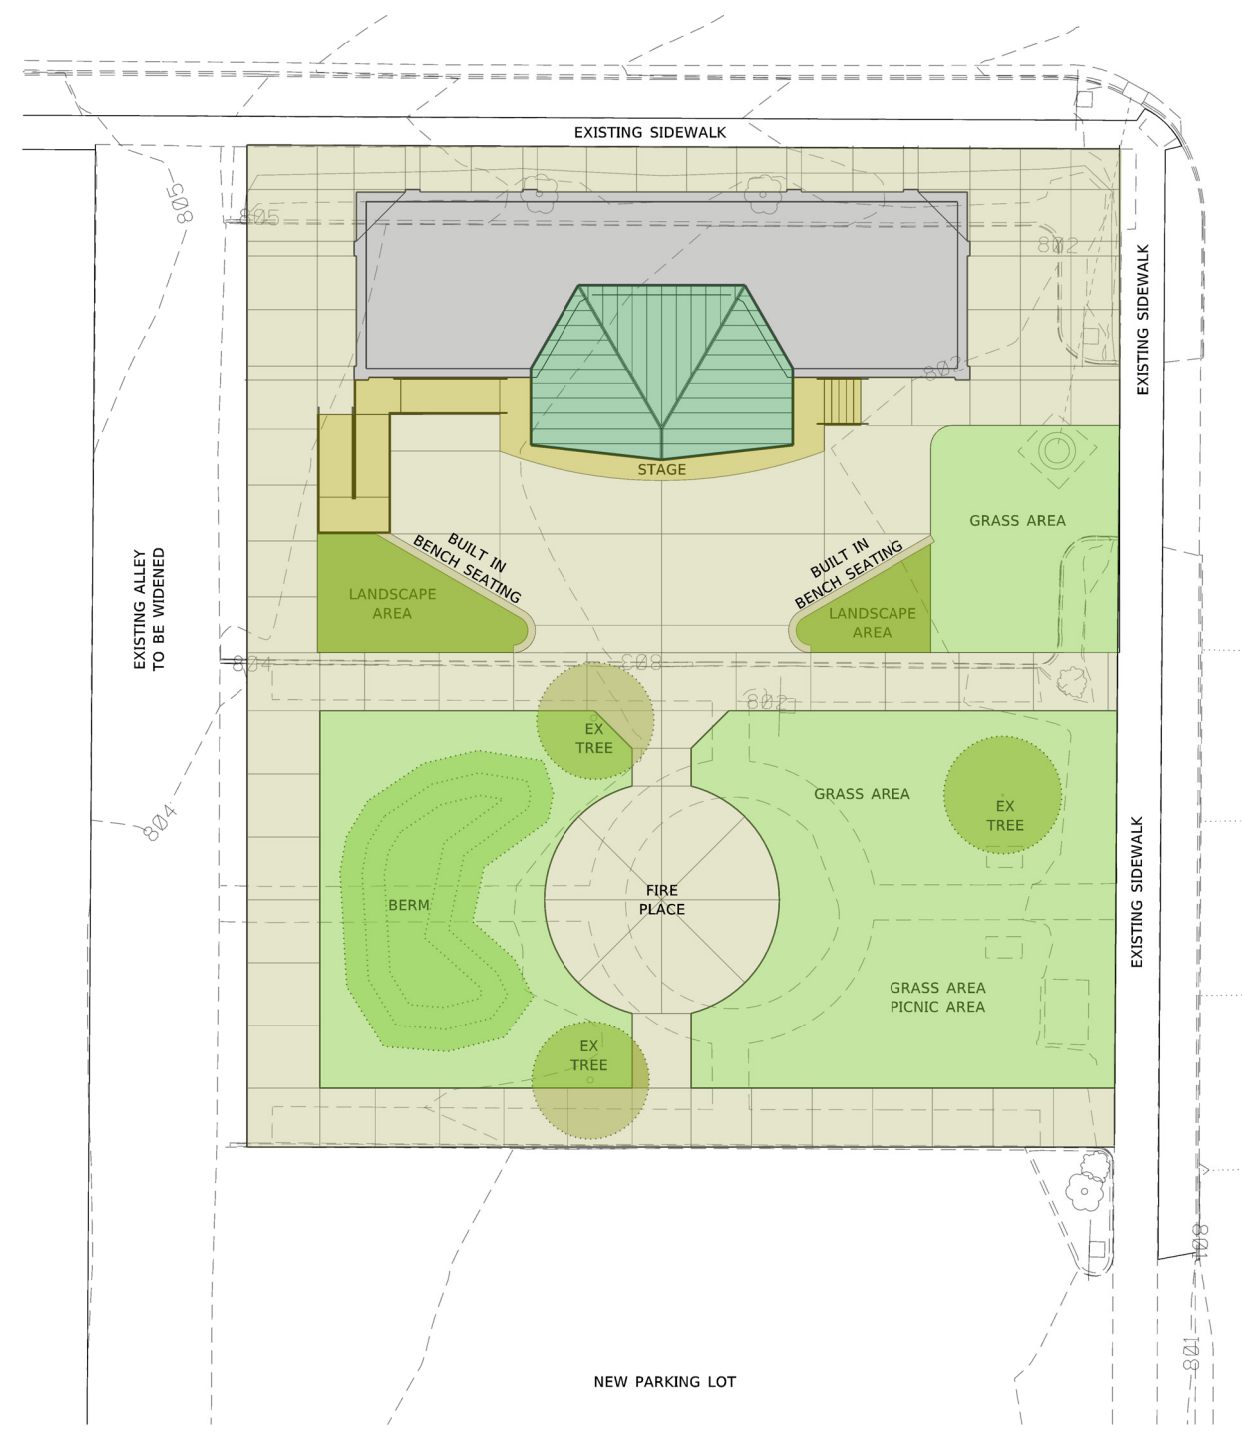 EXISTING SIDEWALK
805
805
802
EXISTING SIDEWALK
802
STAGE
GRASS AREA
BUILT IN
BENCH SEATING
BUILT IN
BENCH SEATING
EXISTING ALLEY
TO BE WIDENED
LANDSCAPE
AREA
LANDSCAPE
AREA
804
803
802
EX
TREE
GRASS AREA
EX
TREE
804
BERM
FIRE
PLACE
EXISTING SIDEWALK
GRASS AREA
PICNIC AREA
EX
TREE
801
801
NEW PARKING LOT